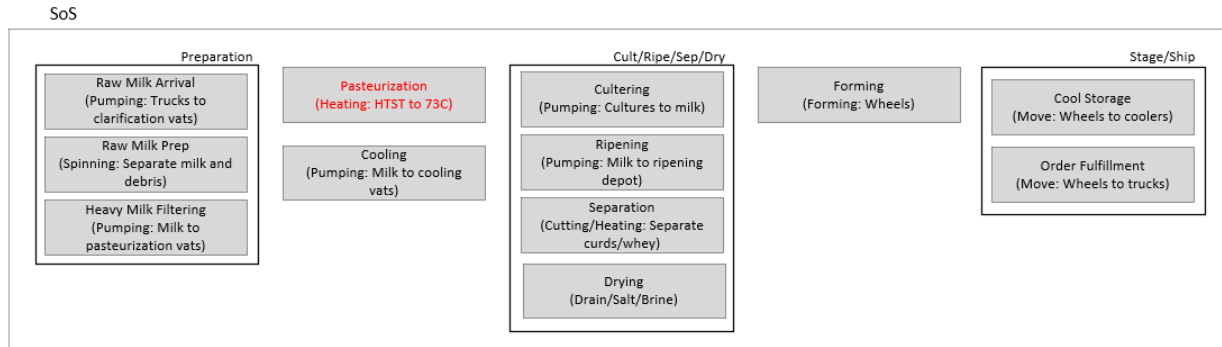 SoS
Preparation
Raw Milk Arrival
(Pumping: Trucks to
clarification vats)
Raw Milk Prep
(Spinning: Separate milk and
debris)
Heavy Milk Filtering
(Pumping: Milk to
pasteurization vats)
Pasteurization
(Heating: HTST to 73C)
Cooling
(Pumping: Milk to cooling
vats)
Cult/Ripe/Sep/Dry
Cultering
(Pumping: Cultures to milk)
Ripening
(Pumping: Milk to ripening
depot)
Separation
(Cutting/Heating: Separate
curds/whey)
Drying
(Drain/Salt/Brine)
Forming
(Forming: Wheels)
Stage/Ship
Cool Storage
(Move: Wheels to coolers)
Order Fulfillment
(Move: Wheels to trucks)